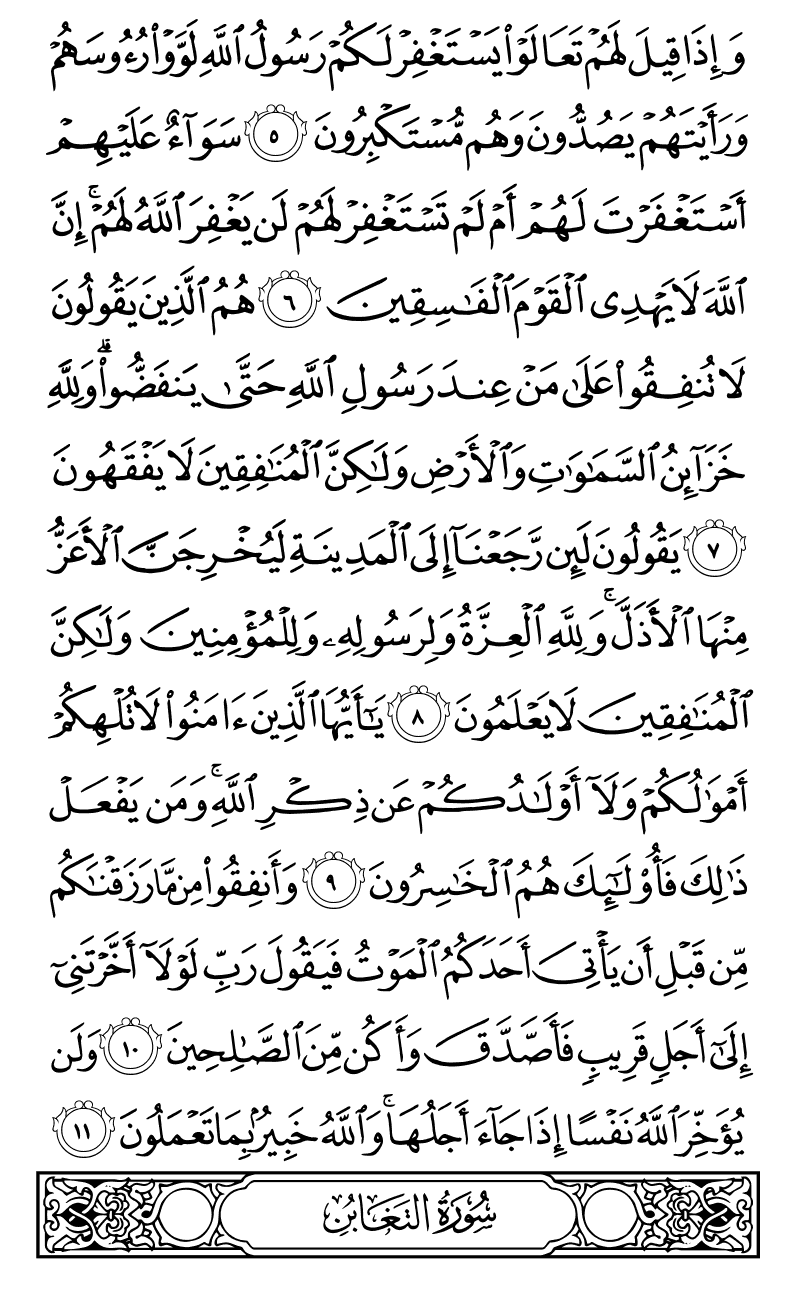 وَإِذَا قِيلَ لَهُمْ تَعَالَوْا۟ يَسْتَغْفِرْ لَكُمْ رَسُولُ ٱللَّهِ لَوَّوْا۟ رُءُوسَهُمْ
وَرَأَيْتَهُمْ يَصُدُّونَ وَهُم مُّسْتَكْبِرُونَ ٥ سَوَآءٌ عَلَيْهِمْ
أَسْتَغْفَرْتَ لَهُمْ أَمْ لَمْ تَسْتَغْفِرْ لَهُمْ لَن يَغْفِرَ ٱللَّهُ لَهُمْ ۚ إِنَّ
ٱللَّهَ لَا يَهْدِى ٱلْقَوْمَ ٱلْفَـٰسِقِينَ ٦ هُمُ ٱلَّذِينَ يَقُولُونَ
لَا تُنفِقُوا۟ عَلَىٰ مَنْ عِندَ رَسُولِ ٱللَّهِ حَتَّىٰ يَنفَضُّوا۟ ۗ وَلِلَّهِ
خَزَآئِنُ ٱلسَّمَـٰوَٰتِ وَٱلْأَرْضِ وَلَـٰكِنَّ ٱلْمُنَـٰفِقِينَ لَا يَفْقَهُونَ
٧ يَقُولُونَ لَئِن رَّجَعْنَآ إِلَى ٱلْمَدِينَةِ لَيُخْرِجَنَّ ٱلْأَعَزُّ
مِنْهَا ٱلْأَذَلَّ ۚ وَلِلَّهِ ٱلْعِزَّةُ وَلِرَسُولِهِۦ وَلِلْمُؤْمِنِينَ وَلَـٰكِنَّ
ٱلْمُنَـٰفِقِينَ لَا يَعْلَمُونَ ٨ يَـٰٓأَيُّهَا ٱلَّذِينَ ءَامَنُوا۟ لَا تُلْهِكُمْ
أَمْوَٰلُكُمْ وَلَآ أَوْلَـٰدُكُمْ عَن ذِكْرِ ٱللَّهِ ۚ وَمَن يَفْعَلْ
ذَٰلِكَ فَأُو۟لَـٰٓئِكَ هُمُ ٱلْخَـٰسِرُونَ ٩ وَأَنفِقُوا۟ مِن مَّا رَزَقْنَـٰكُم
مِّن قَبْلِ أَن يَأْتِىَ أَحَدَكُمُ ٱلْمَوْتُ فَيَقُولَ رَبِّ لَوْلَآ أَخَّرْتَنِىٓ
إِلَىٰٓ أَجَلٍ قَرِيبٍ فَأَصَّدَّقَ وَأَكُن مِّنَ ٱلصَّـٰلِحِينَ ١٠ وَلَن
يُؤَخِّرَ ٱللَّهُ نَفْسًا إِذَا جَآءَ أَجَلُهَا ۚ وَٱللَّهُ خَبِيرٌۢ بِمَا تَعْمَلُونَ ١١
سُورَةُ التَّغَابُنِ